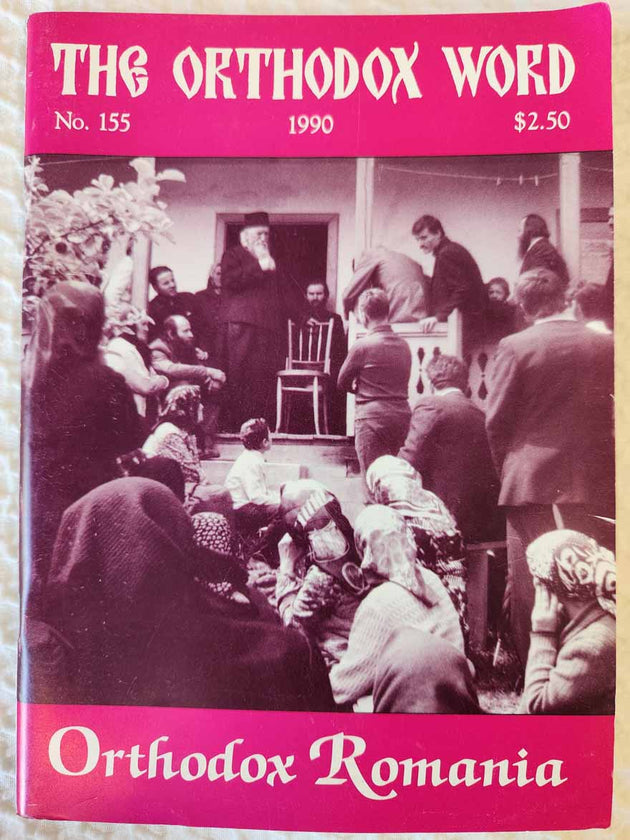 THE ORTHODOX WORD
No. 155 1990 $2.50
Orthodox Romania